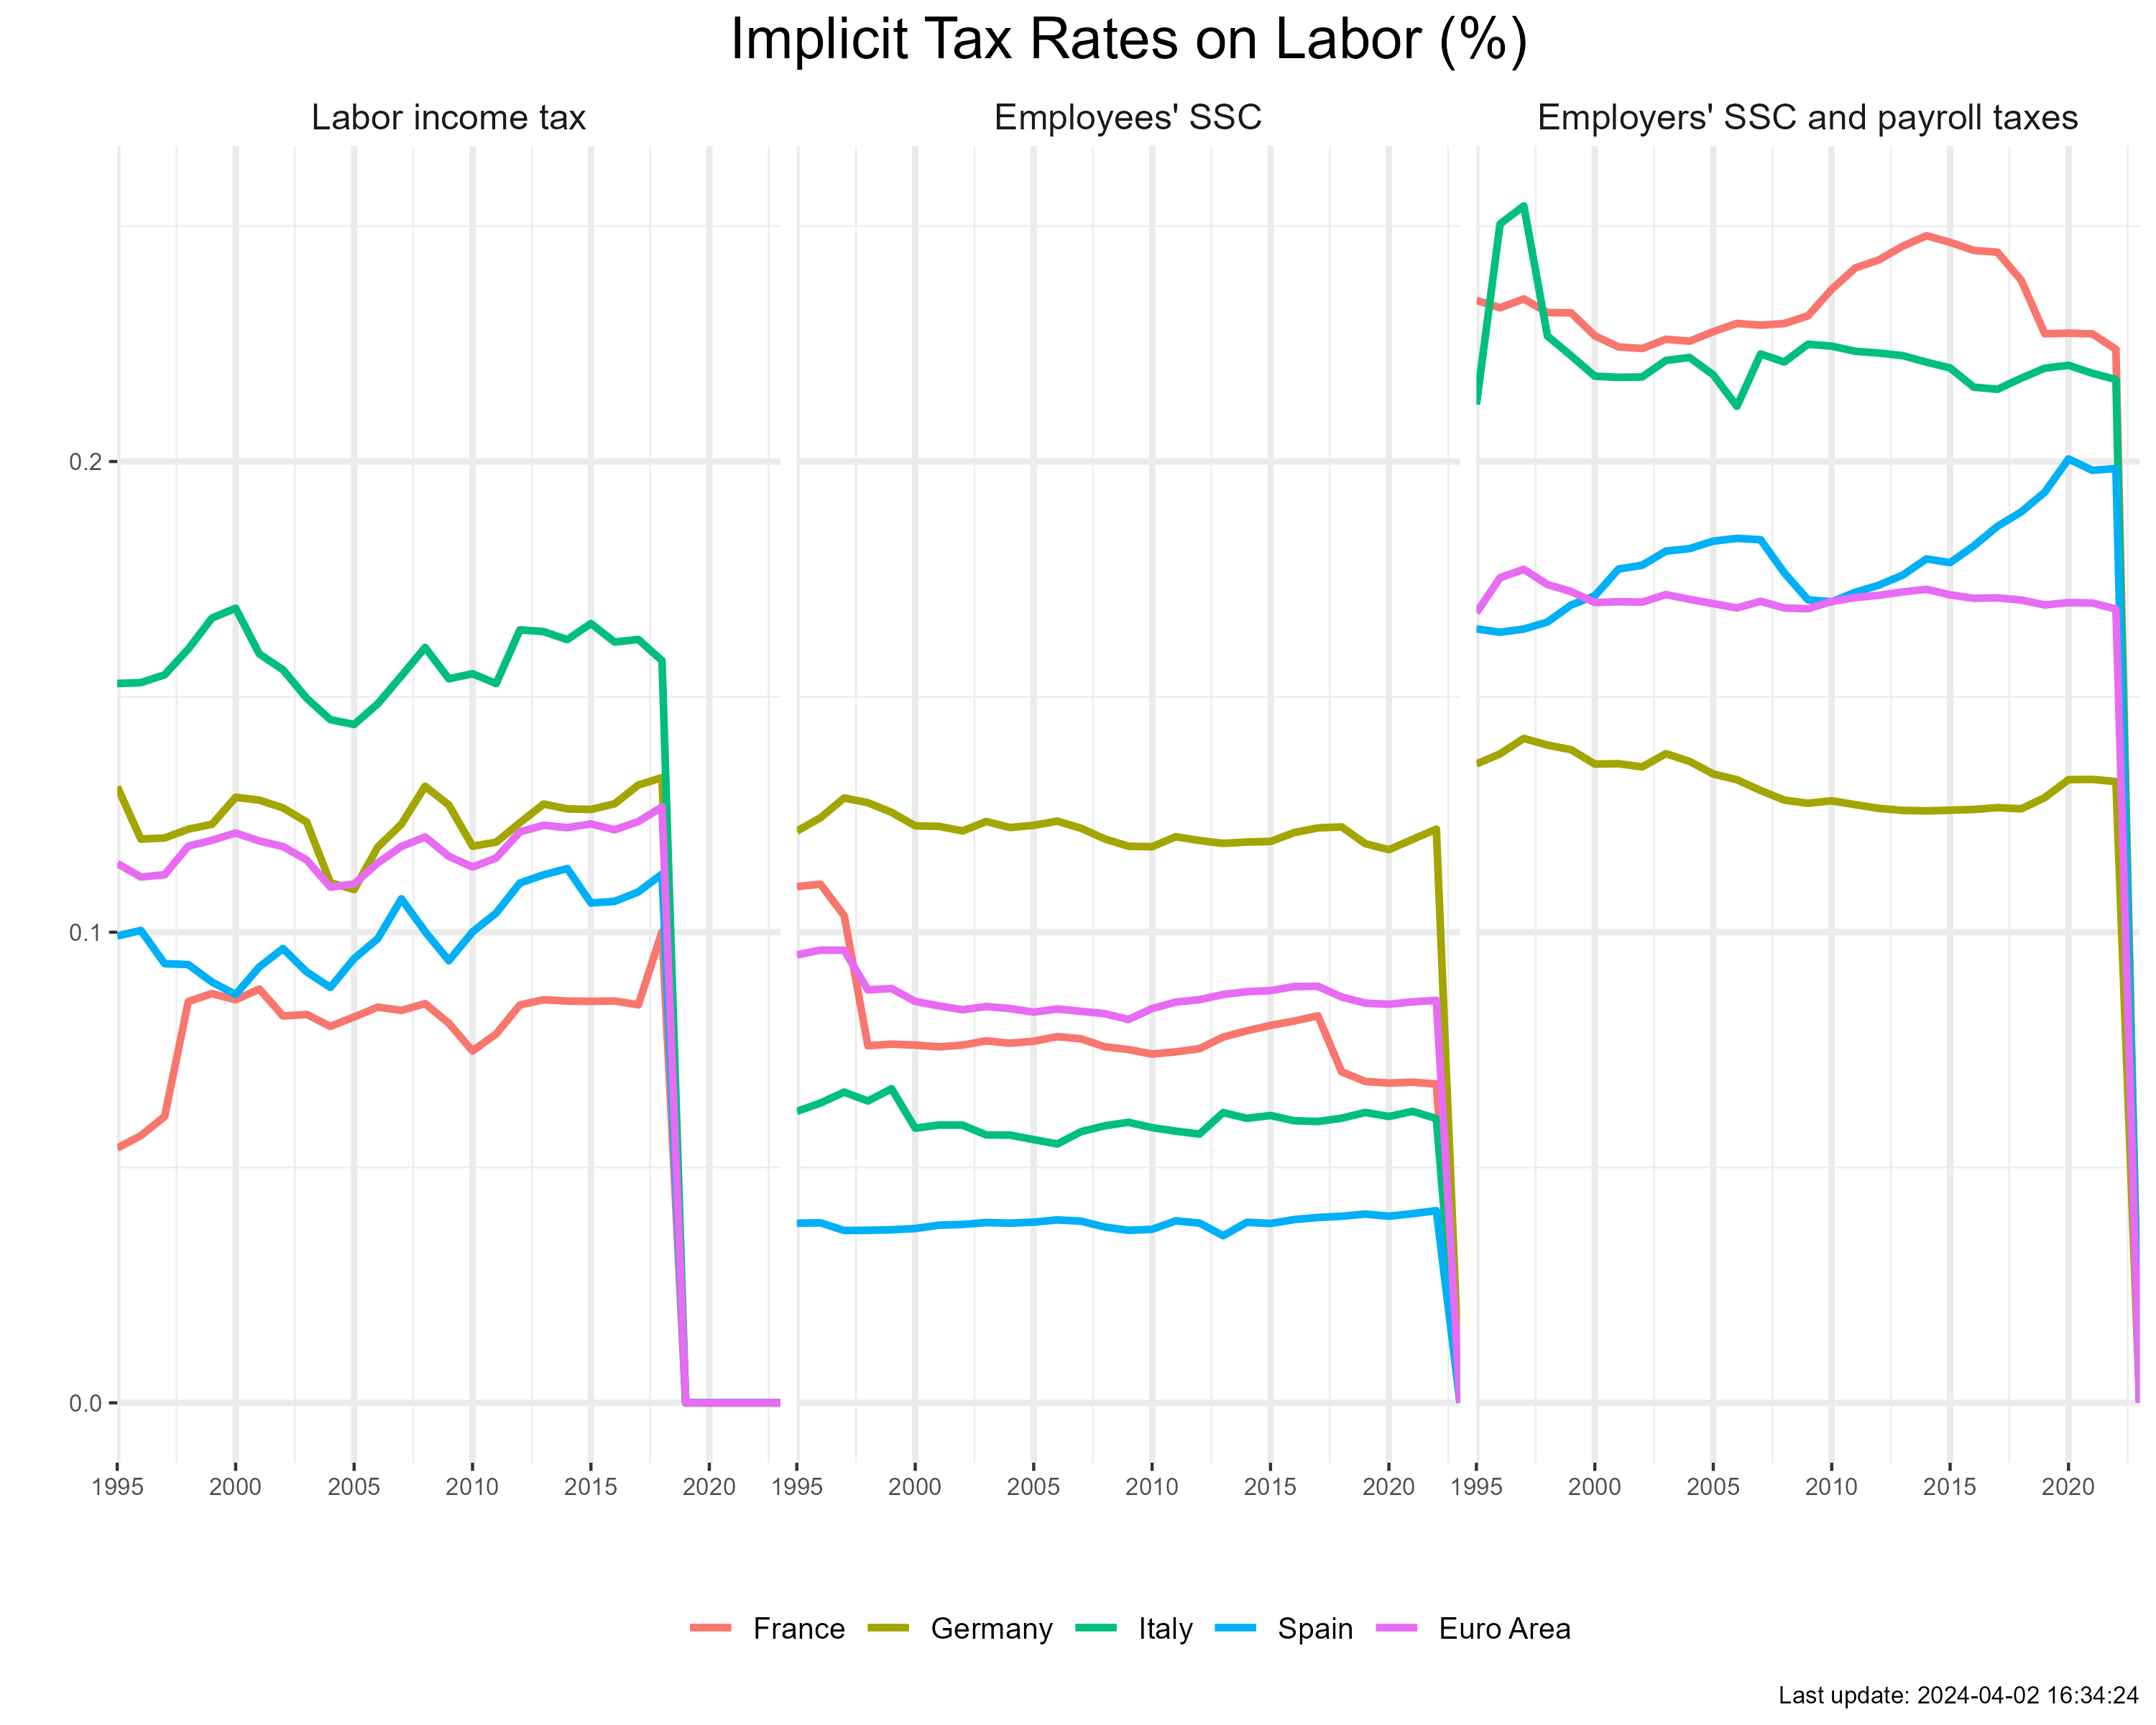 Implicit Tax Rates on Labor (%)
Labor income tax
Employees' SSC
Employers' SSC and payroll taxes
0.2
0.1
0.0
1995 2000 2005 2010 2015 2020
1995 2000 2005 2010 2015 2020
1995 2000 2005 2010 2015 2020
France Germany Italy Spain Euro Area
Last update: 2024-04-02 16:34:24